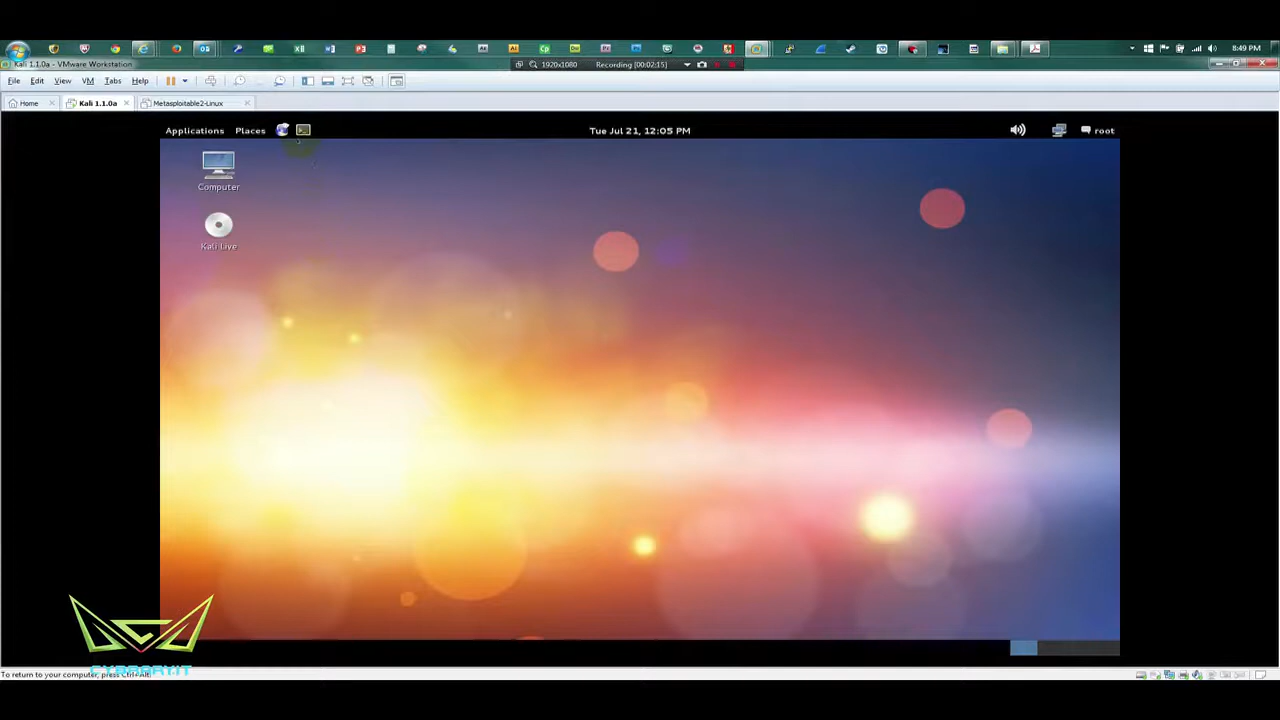 8:49 PM
Kali 1.1.0a - VMware Workstation
1920x1080
Recording [00:02:15]
File Edit View VM Tabs Help
Home
Kali 1.1.0a
Metasploitable2-Linux
Applications Places
Tue Jul 21, 12:05 PM
root
Computer
Kali Live
CYBRARY.IT
To return to your computer, press Ctrl+Alt.